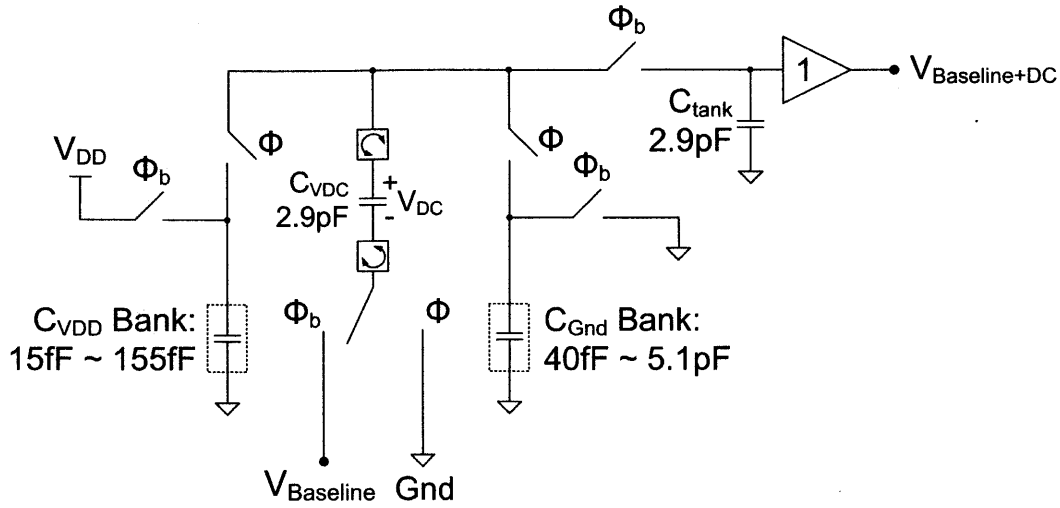 Φb
1
VBaseline+DC
Ctank
2.9pF
Φ
Φ
VDD
Φb
Φb
CVDC
2.9pF
+
VDC
-
Φb
Φ
CVDD Bank:
15fF ~ 155fF
CGnd Bank:
40fF ~ 5.1pF
VBaseline
Gnd